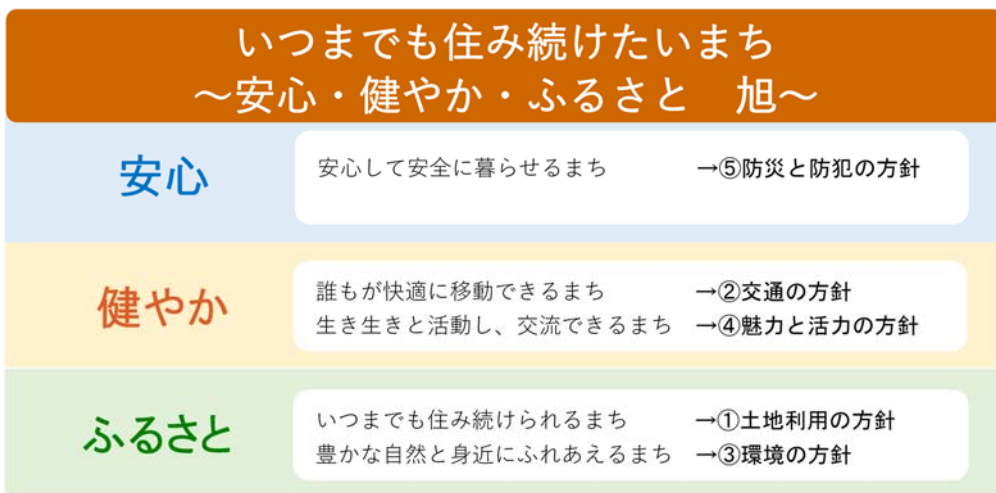 いつまでも住み続けたいまち
～安心・健やか・ふるさと　旭～
安心
安心して安全に暮らせるまち　→⑤防災と防犯の方針
健やか
誰もが快適に移動できるまち　→②交通の方針
生き生きと活動し、交流できるまち　→④魅力と活力の方針
ふるさと
いつまでも住み続けられるまち　→①土地利用の方針
豊かな自然と身近にふれあえるまち　→③環境の方針